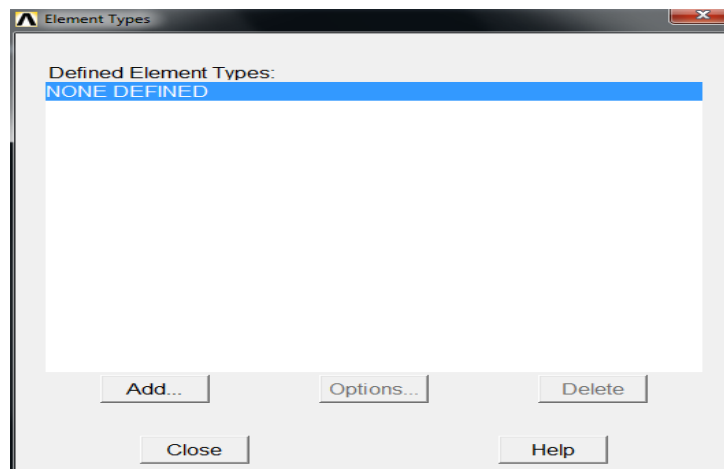 Element Types
Defined Element Types:
NONE DEFINED
Add... Options... Delete
Close Help